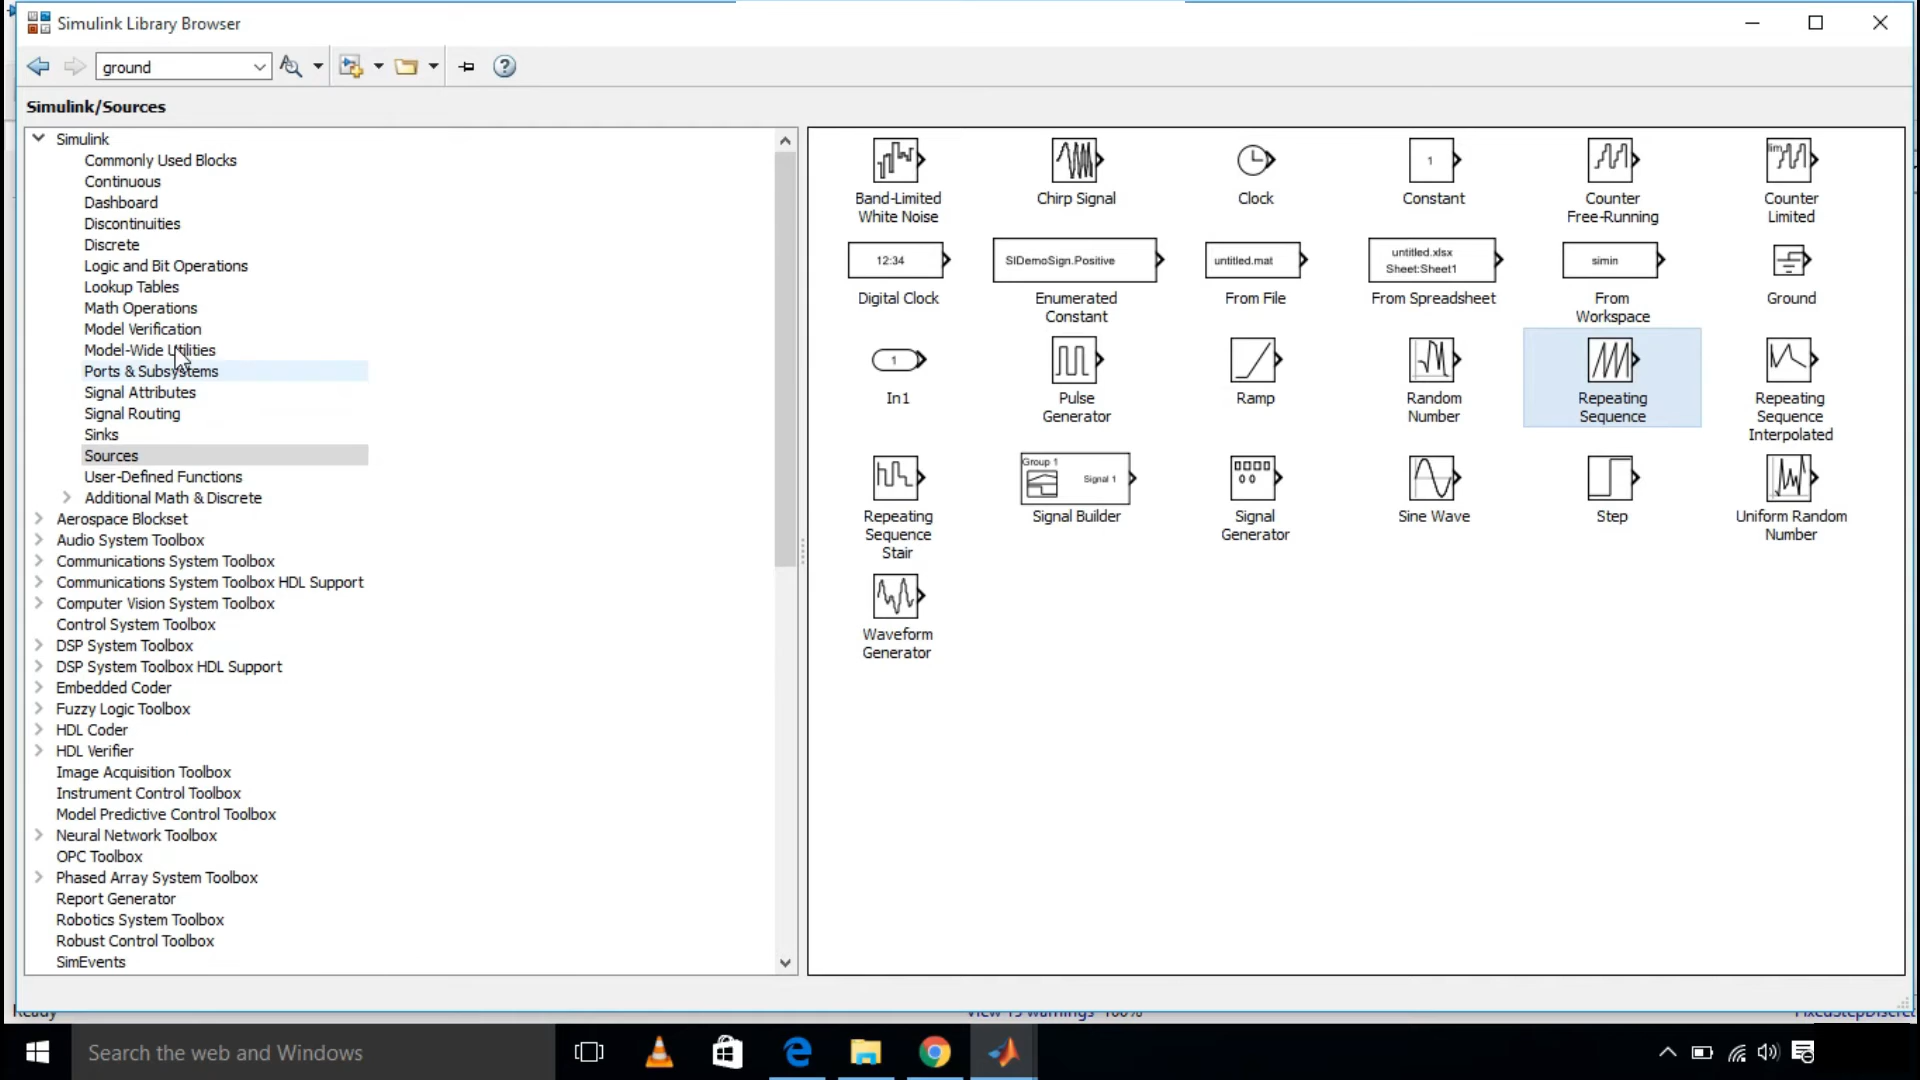 Simulink Library Browser
ground
Simulink/Sources
Simulink
Commonly Used Blocks
Continuous
Dashboard
Discontinuities
Discrete
Logic and Bit Operations
Lookup Tables
Math Operations
Model Verification
Model-Wide Utilities
Ports & Subsystems
Signal Attributes
Signal Routing
Sinks
Sources
User-Defined Functions
Additional Math & Discrete
Aerospace Blockset
Audio System Toolbox
Communications System Toolbox
Communications System Toolbox HDL Support
Computer Vision System Toolbox
Control System Toolbox
DSP System Toolbox
DSP System Toolbox HDL Support
Embedded Coder
Fuzzy Logic Toolbox
HDL Coder
HDL Verifier
Image Acquisition Toolbox
Instrument Control Toolbox
Model Predictive Control Toolbox
Neural Network Toolbox
OPC Toolbox
Phased Array System Toolbox
Report Generator
Robotics System Toolbox
Robust Control Toolbox
SimEvents
1
lim
Band-Limited
White Noise
Chirp Signal
Clock
Constant
Counter
Free-Running
Counter
Limited
12:34
SlDemoSign.Positive
untitled.mat
untitled.xlsx
Sheet:Sheet1
simin
Digital Clock
Enumerated
Constant
From File
From Spreadsheet
From
Workspace
Ground
1
In1
Pulse
Generator
Ramp
Random
Number
Repeating
Sequence
Repeating
Sequence
Interpolated
Group 1
Signal 1
Repeating
Sequence
Stair
Signal Builder
Signal
Generator
Sine Wave
Step
Uniform Random
Number
Waveform
Generator
Ready
View 15 warnings 100%
FixedStepDiscret
Search the web and Windows